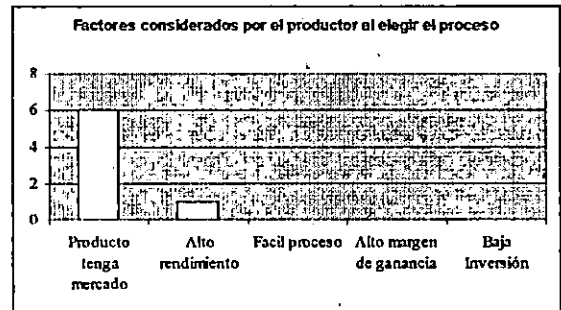 Factores considerados por el productor al elegir el proceso
8
6
4
2
0
Producto tenga mercado
Alto rendimiento
Facil proceso
Alto margen de ganancia
Baja Inversión